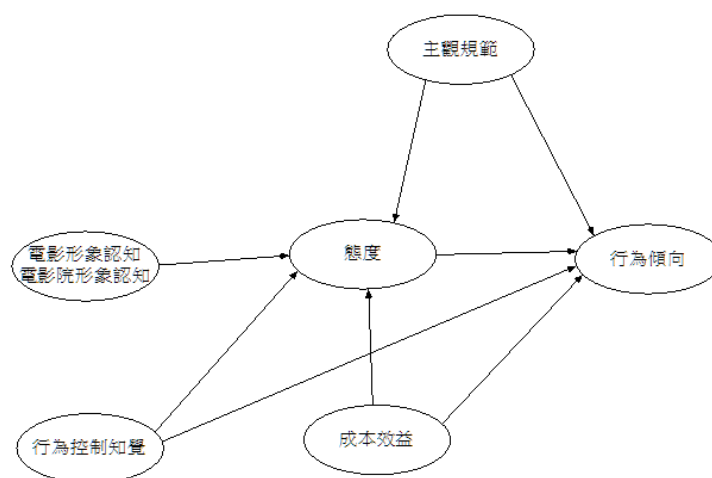 主觀規範
電影形象認知
電影院形象認知
態度
行為傾向
行為控制知覺
成本效益